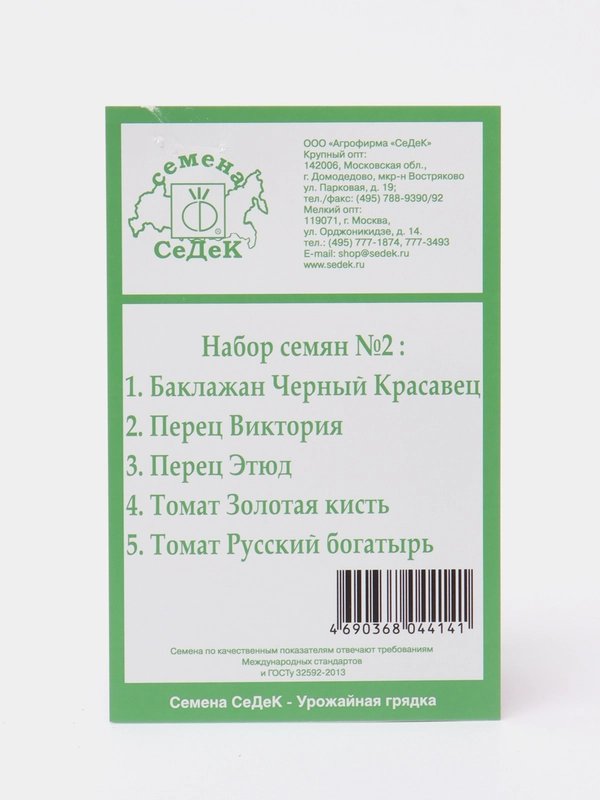 семена
СеДеК
®
ООО «Агрофирма «СеДеК»
Крупный опт:
142006, Московская обл.,
г. Домодедово, мкр-н Востряково
ул. Парковая, д. 19;
тел./факс: (495) 788-9390/92
Мелкий опт:
119071, г. Москва,
ул. Орджоникидзе, д. 14
тел.: (495) 777-1874, 777-3493
E-mail: shop@sedek.ru
www.sedek.ru
Набор семян №2 :
1. Баклажан Черный Красавец
2. Перец Виктория
3. Перец Этюд
4. Томат Золотая кисть
5. Томат Русский богатырь
4 690368 044141
Семена по качественным показателям отвечают требованиям
Международных стандартов
и ГОСТу 32592-2013
Семена СеДеК - Урожайная грядка